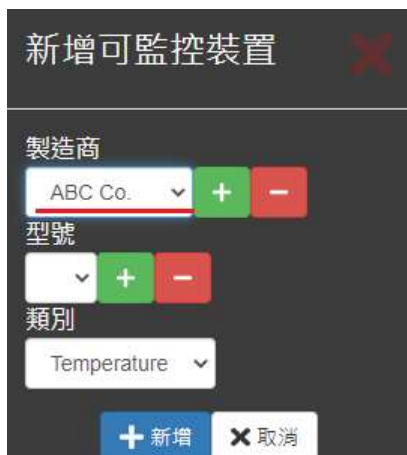 新增可監控裝置
製造商
ABC Co.
型號
類別
Temperature
新增 取消